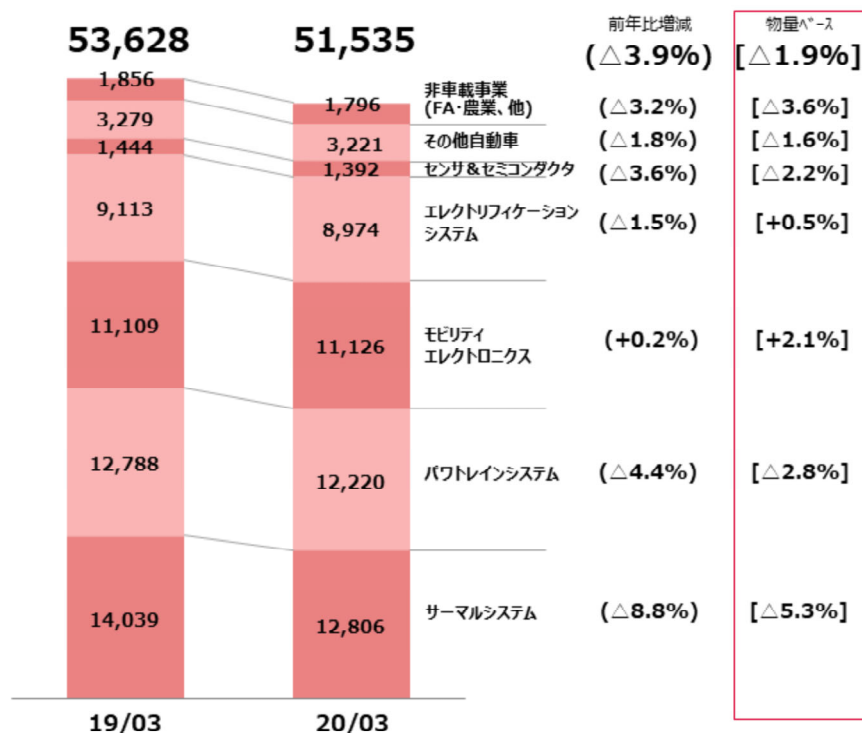 前年比増減 物量ベース
53,628 51,535 (△3.9%) [△1.9%]
1,856 1,796 非車載事業
(FA・農業、他) (△3.2%) [△3.6%]
3,279 3,221 その他自動車 (△1.8%) [△1.6%]
1,444 1,392 センサ&セミコンダクタ (△3.6%) [△2.2%]
9,113 8,974 エレクトリフィケーション
システム (△1.5%) [+0.5%]
11,109 11,126 モビリティ
エレクトロニクス (+0.2%) [+2.1%]
12,788 12,220 パワトレインシステム (△4.4%) [△2.8%]
14,039 12,806 サーマルシステム (△8.8%) [△5.3%]
19/03 20/03